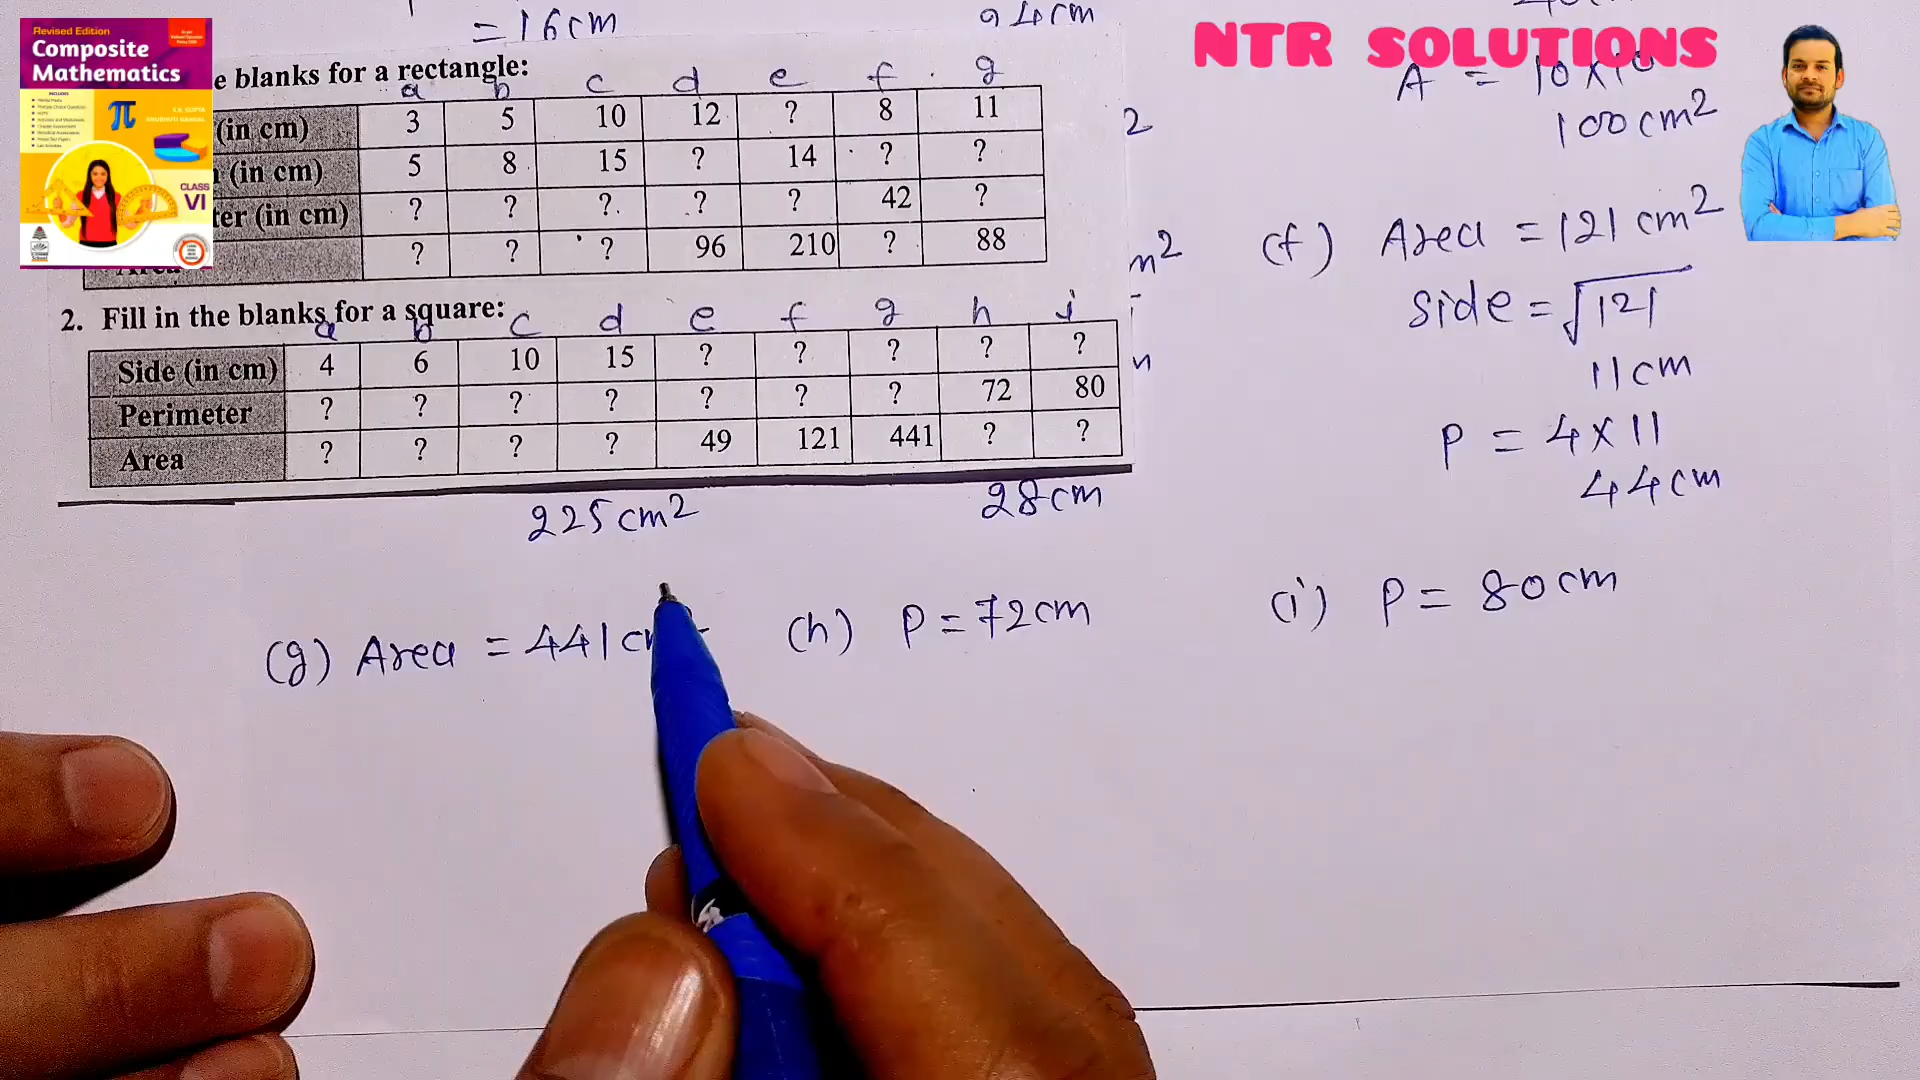 = 16 cm
24 cm
NTR SOLUTIONS
Revised Edition
Composite
Mathematics
CLASS
VI
e blanks for a rectangle:
a b c d e f g
(in cm) 3 5 10 12 ? 8 11
(in cm) 5 8 15 ? 14 ? ?
ter (in cm) ? ? ? ? ? 42 ?
? ? ? 96 210 ? 88
2. Fill in the blanks for a square:
a b c d e f g h i
Side (in cm) 4 6 10 15 ? ? ? ? ?
Perimeter ? ? ? ? ? ? ? 72 80
Area ? ? ? ? 49 121 441 ? ?
A = 10 X 10
100 cm2
(f) Area = 121 cm2
side = √121
11 cm
P = 4 X 11
44 cm
225 cm2
28 cm
(g) Area = 441
(h) P = 72 cm
(i) P = 80 cm